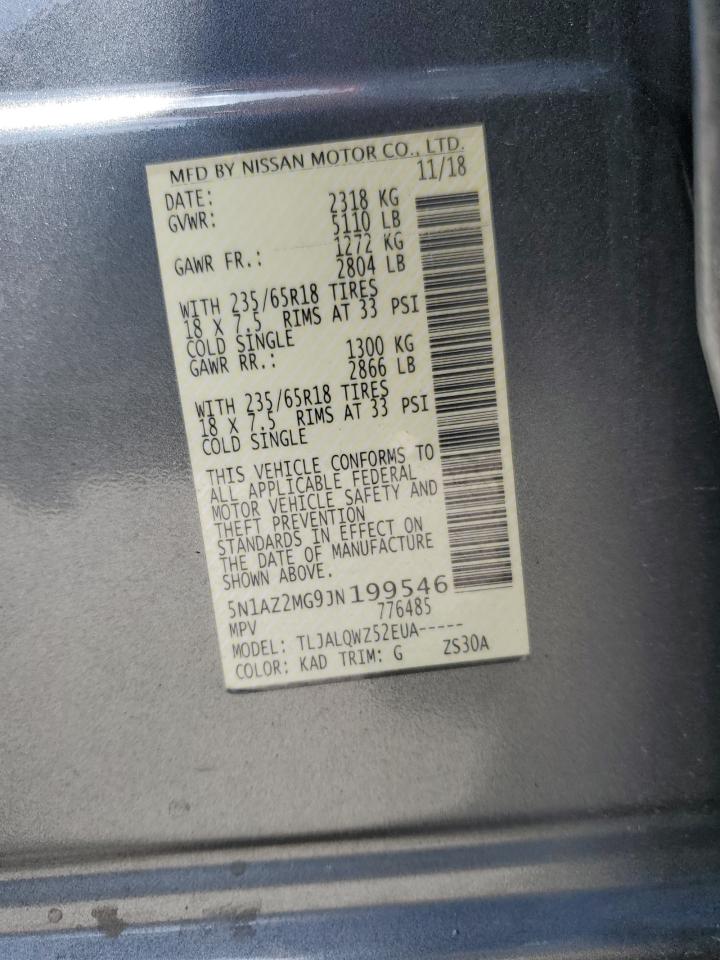 MFD BY NISSAN MOTOR CO., LTD.
DATE: 11/18
GVWR: 2318 KG
5110 LB
GAWR FR.: 1272 KG
2804 LB
WITH 235/65R18 TIRES
18 X 7.5 RIMS AT 33 PSI
COLD SINGLE
GAWR RR.: 1300 KG
2866 LB
WITH 235/65R18 TIRES
18 X 7.5 RIMS AT 33 PSI
COLD SINGLE
THIS VEHICLE CONFORMS TO
ALL APPLICABLE FEDERAL
MOTOR VEHICLE SAFETY AND
THEFT PREVENTION
STANDARDS IN EFFECT ON
THE DATE OF MANUFACTURE
SHOWN ABOVE.
5N1AZ2MG9JN199546
MPV 776485
MODEL: TLJALQWZ52EUA-----
COLOR: KAD TRIM: G ZS30A